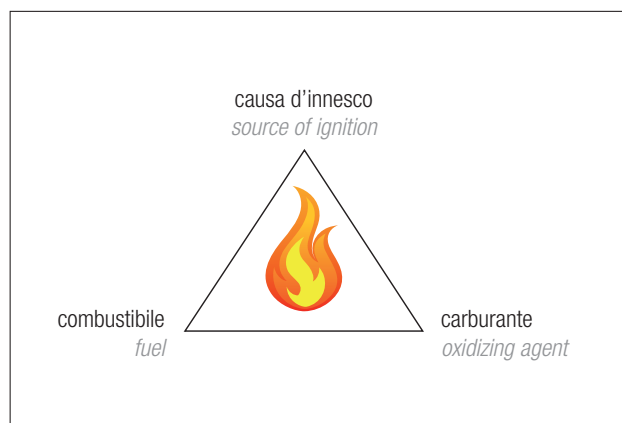 causa d’innesco
source of ignition
combustibile
fuel
carburante
oxidizing agent